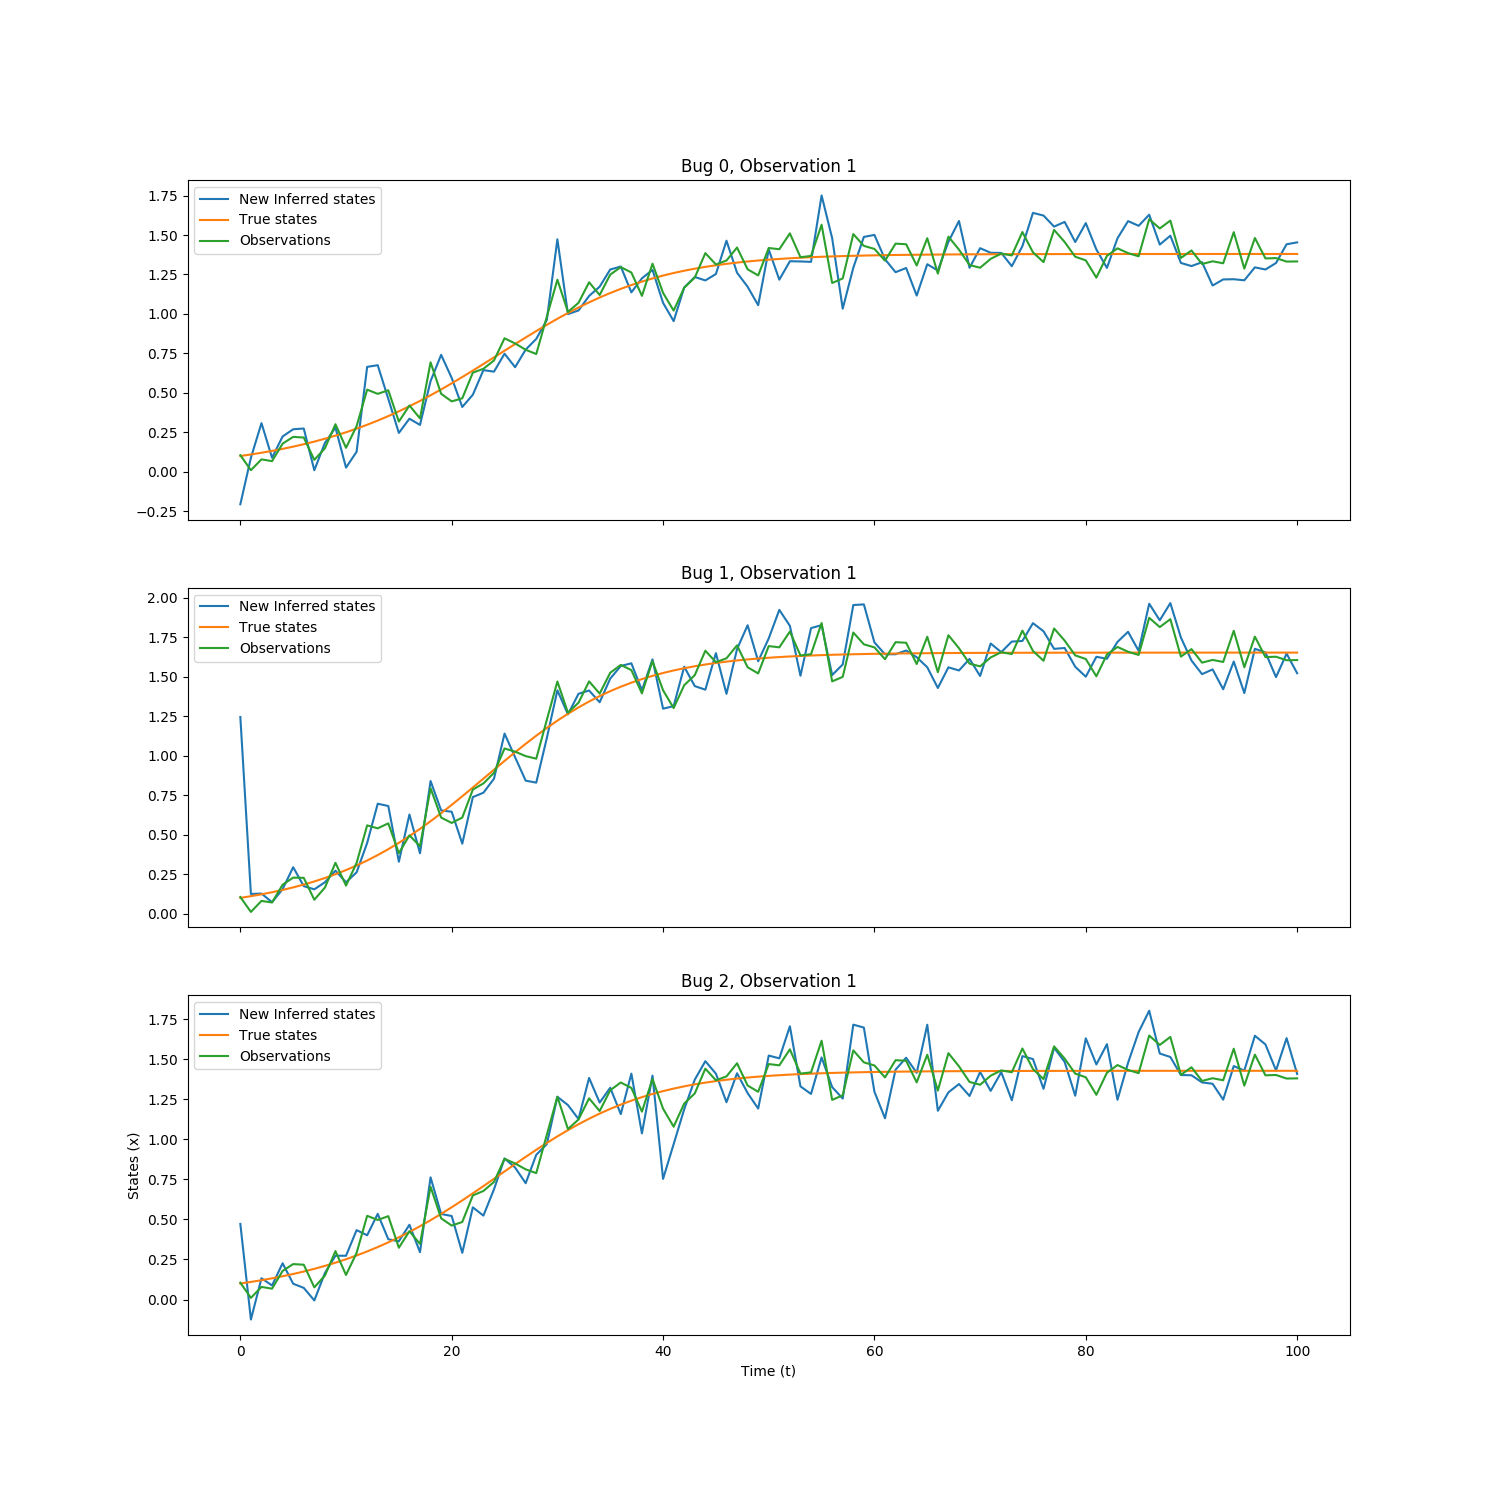 Bug 0, Observation 1
1.75
1.50
1.25
1.00
0.75
0.50
0.25
0.00
−0.25
New Inferred states
True states
Observations
Bug 1, Observation 1
2.00
1.75
1.50
1.25
1.00
0.75
0.50
0.25
0.00
New Inferred states
True states
Observations
Bug 2, Observation 1
States (x)
1.75
1.50
1.25
1.00
0.75
0.50
0.25
0.00
New Inferred states
True states
Observations
0 20 40 60 80 100
Time (t)